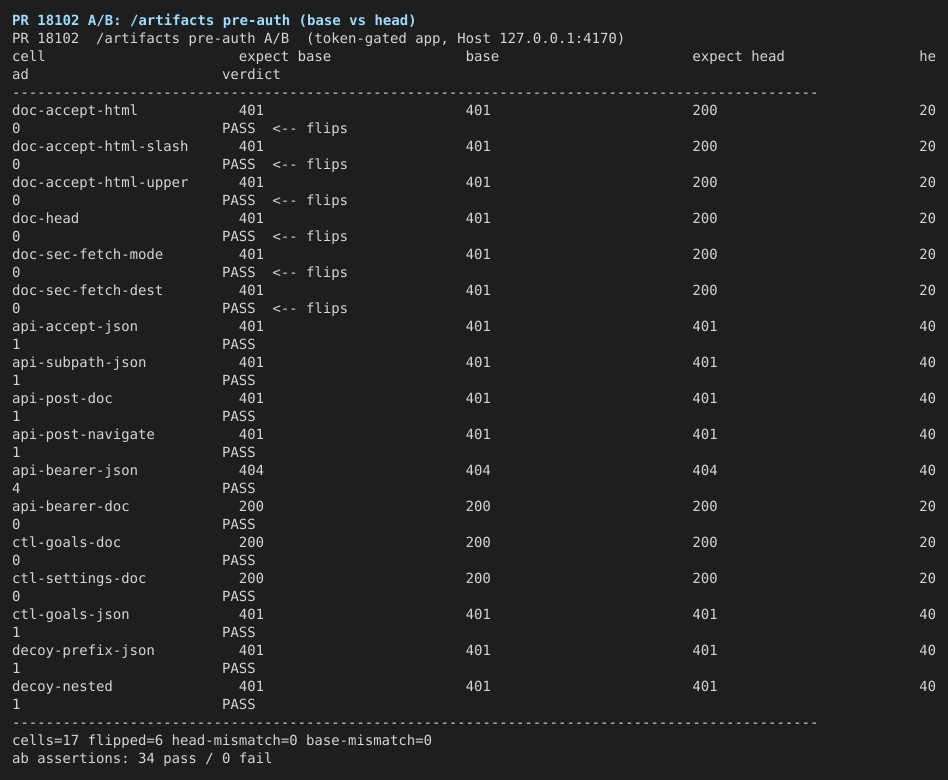 PR 18102 A/B: /artifacts pre-auth (base vs head)
PR 18102  /artifacts pre-auth A/B  (token-gated app, Host 127.0.0.1:4170)
cell                       expect base                base                       expect head                he
ad                         verdict
------------------------------------------------------------------------------------------------
doc-accept-html            401                        401                        200                        20
0                        PASS  <-- flips
doc-accept-html-slash      401                        401                        200                        20
0                        PASS  <-- flips
doc-accept-html-upper      401                        401                        200                        20
0                        PASS  <-- flips
doc-head                   401                        401                        200                        20
0                        PASS  <-- flips
doc-sec-fetch-mode         401                        401                        200                        20
0                        PASS  <-- flips
doc-sec-fetch-dest         401                        401                        200                        20
0                        PASS  <-- flips
api-accept-json            401                        401                        401                        40
1                        PASS
api-subpath-json           401                        401                        401                        40
1                        PASS
api-post-doc               401                        401                        401                        40
1                        PASS
api-post-navigate          401                        401                        401                        40
1                        PASS
api-bearer-json            404                        404                        404                        40
4                        PASS
api-bearer-doc             200                        200                        200                        20
0                        PASS
ctl-goals-doc              200                        200                        200                        20
0                        PASS
ctl-settings-doc           200                        200                        200                        20
0                        PASS
ctl-goals-json             401                        401                        401                        40
1                        PASS
decoy-prefix-json          401                        401                        401                        40
1                        PASS
decoy-nested               401                        401                        401                        40
1                        PASS
------------------------------------------------------------------------------------------------
cells=17 flipped=6 head-mismatch=0 base-mismatch=0
ab assertions: 34 pass / 0 fail